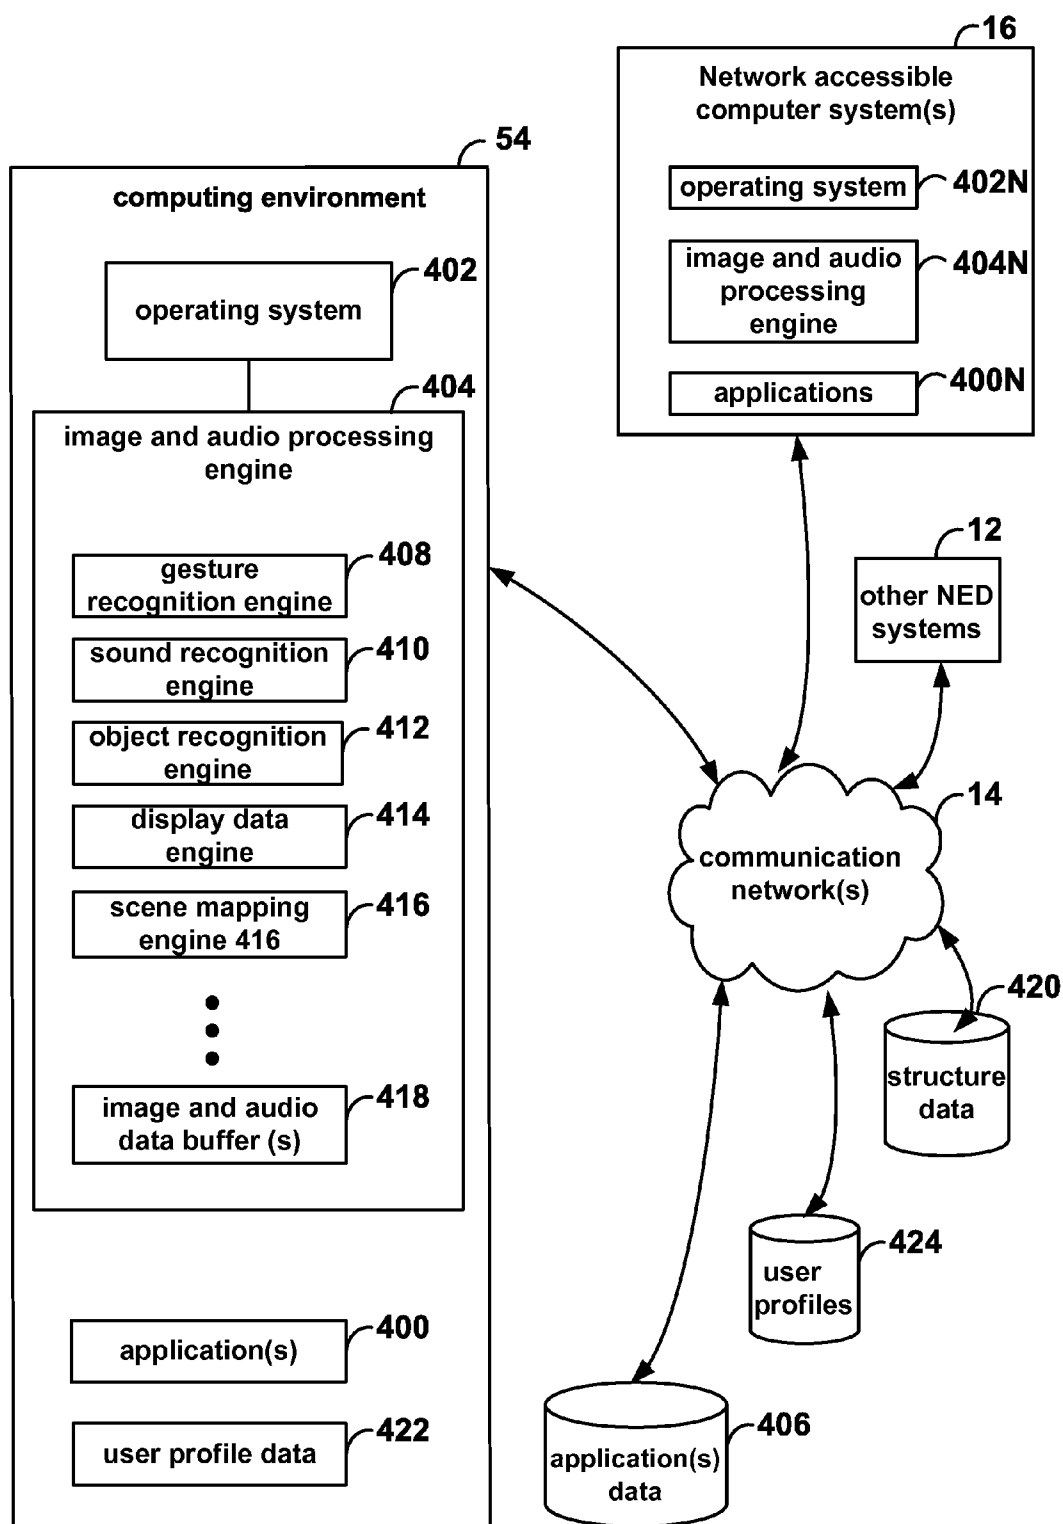 16
Network accessible
computer system(s)
operating system
402N
image and audio
processing
engine
404N
applications
400N
54
computing environment
402
operating system
404
image and audio processing
engine
408
gesture
recognition engine
410
sound recognition
engine
412
object recognition
engine
414
display data
engine
416
scene mapping
engine 416
418
image and audio
data buffer (s)
400
application(s)
422
user profile data
12
other NED
systems
14
communication
network(s)
420
structure
data
424
user
profiles
406
application(s)
data